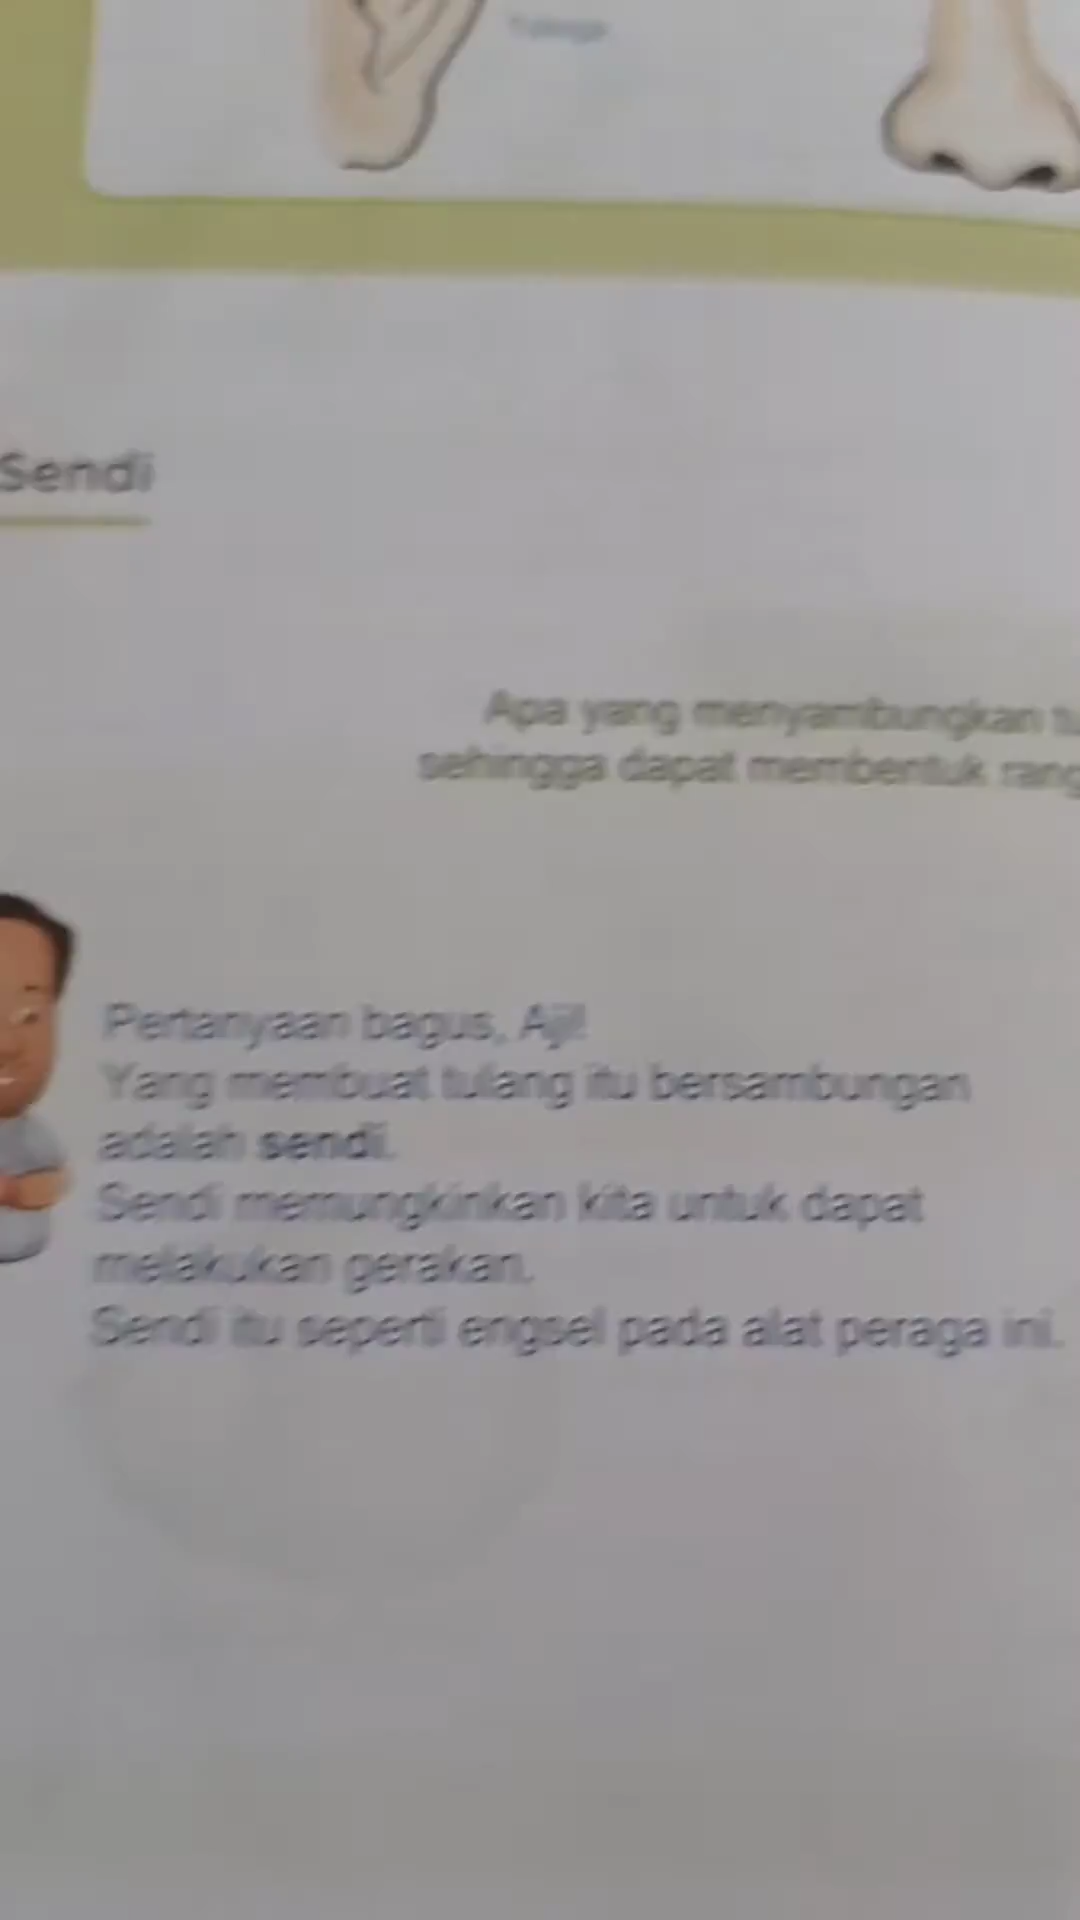 Telinga
Sendi
Apa yang menyambungkan
sehingga dapat membentuk
Pertanyaan bagus, Aji!
Yang membuat tulang itu bersambungan
adalah sendi.
Sendi memungkinkan kita untuk dapat
melakukan gerakan.
Sendi itu seperti engsel pada alat peraga ini.